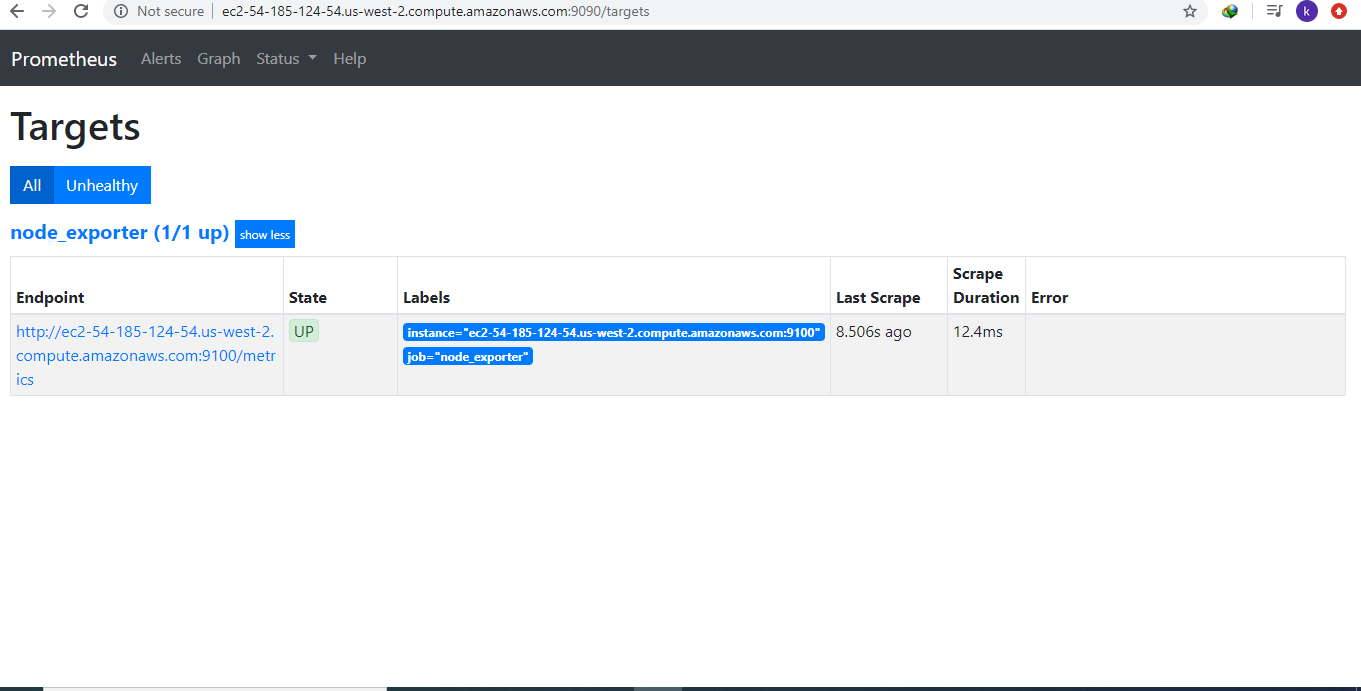 Not secure | ec2-54-185-124-54.us-west-2.compute.amazonaws.com:9090/targets
k
Prometheus Alerts Graph Status Help
Targets
All Unhealthy
node_exporter (1/1 up) show less
Endpoint State Labels Last Scrape Scrape Duration Error
http://ec2-54-185-124-54.us-west-2.
compute.amazonaws.com:9100/metr
ics
UP
instance="ec2-54-185-124-54.us-west-2.compute.amazonaws.com:9100"
job="node_exporter"
8.506s ago
12.4ms